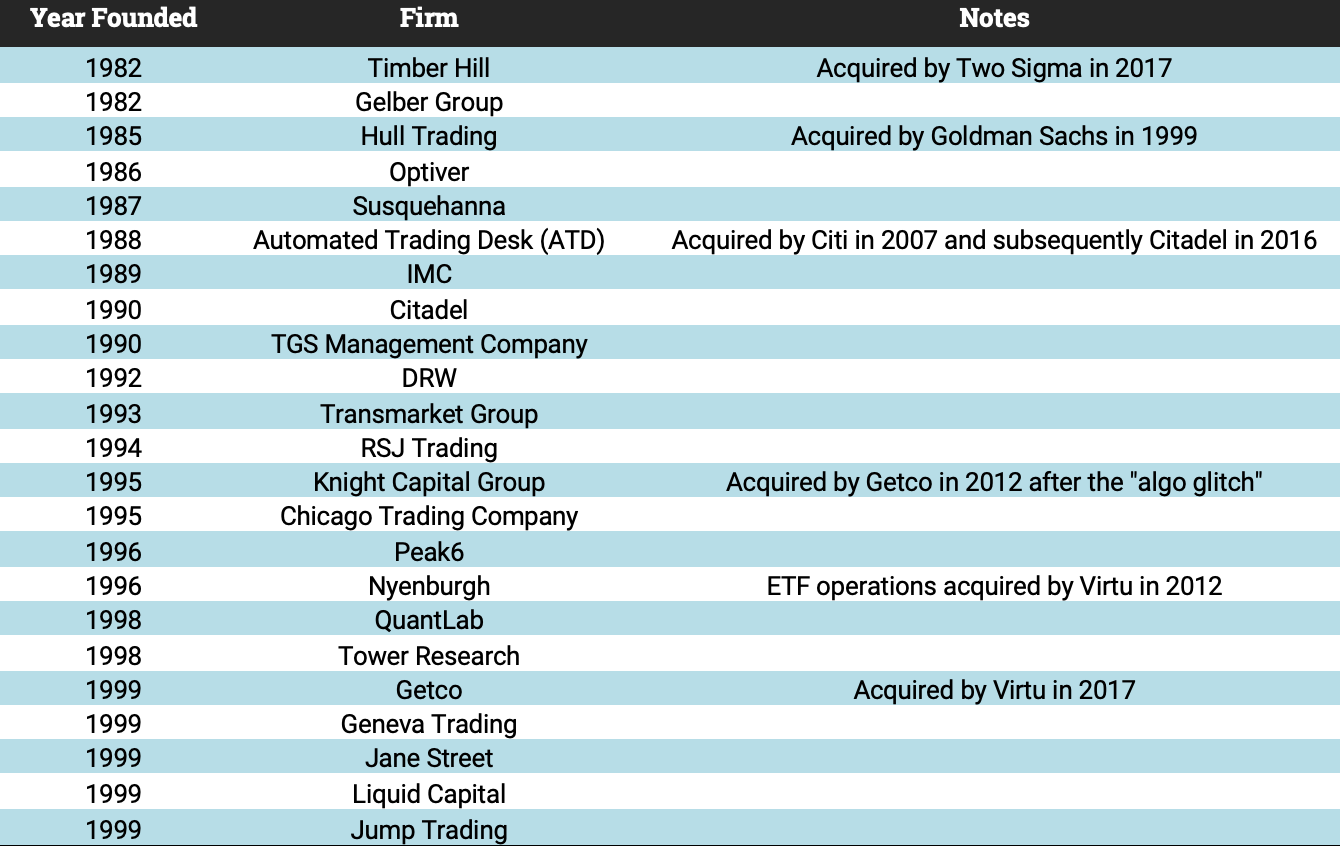 Year Founded Firm Notes
1982 Timber Hill Acquired by Two Sigma in 2017
1982 Gelber Group
1985 Hull Trading Acquired by Goldman Sachs in 1999
1986 Optiver
1987 Susquehanna
1988 Automated Trading Desk (ATD) Acquired by Citi in 2007 and subsequently Citadel in 2016
1989 IMC
1990 Citadel
1990 TGS Management Company
1992 DRW
1993 Transmarket Group
1994 RSJ Trading
1995 Knight Capital Group Acquired by Getco in 2012 after the "algo glitch"
1995 Chicago Trading Company
1996 Peak6
1996 Nyenburgh ETF operations acquired by Virtu in 2012
1998 QuantLab
1998 Tower Research
1999 Getco Acquired by Virtu in 2017
1999 Geneva Trading
1999 Jane Street
1999 Liquid Capital
1999 Jump Trading